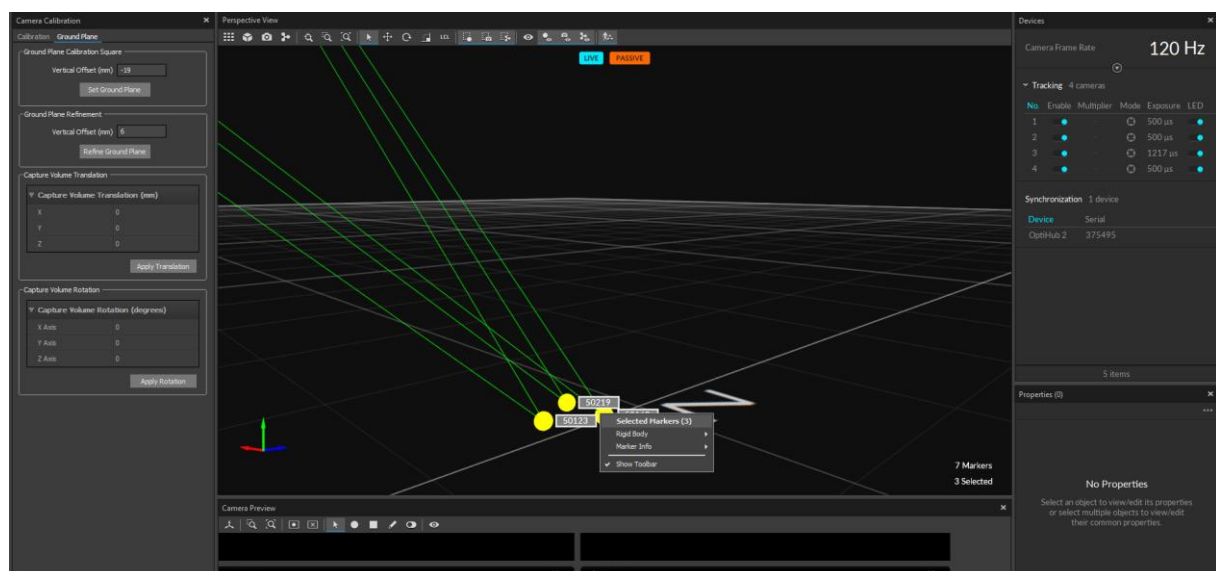 Camera Calibration
Calibration Ground Plane
Ground Plane Calibration Square
Vertical Offset (mm) -19
Set Ground Plane
Ground Plane Refinement
Vertical Offset (mm) 6
Refine Ground Plane
Capture Volume Translation
Capture Volume Translation (mm)
X 0
Y 0
Z 0
Apply Translation
Capture Volume Rotation
Capture Volume Rotation (degrees)
X Axis 0
Y Axis 0
Z Axis 0
Apply Rotation
Perspective View
LIVE PASSIVE
50219
50123
Z
Selected Markers (3)
Rigid Body
Marker Info
Show Toolbar
7 Markers
3 Selected
Camera Preview
Devices
Camera Frame Rate 120 Hz
Tracking 4 cameras
No. Enable Multiplier Mode Exposure LED
1 500 µs
2 500 µs
3 1217 µs
4 500 µs
Synchronization 1 device
Device Serial
OptiHub 2 375495
5 items
Properties (0)
No Properties
Select an object to view/edit its properties
or select multiple objects to view/edit
their common properties.